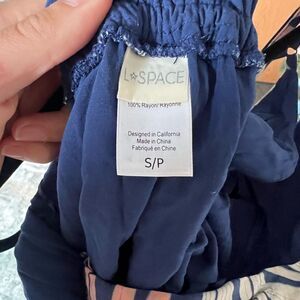 L★SPACE
100% Rayon/Rayonne
Designed in California
Made in China
Fabriqué en Chine
S/P